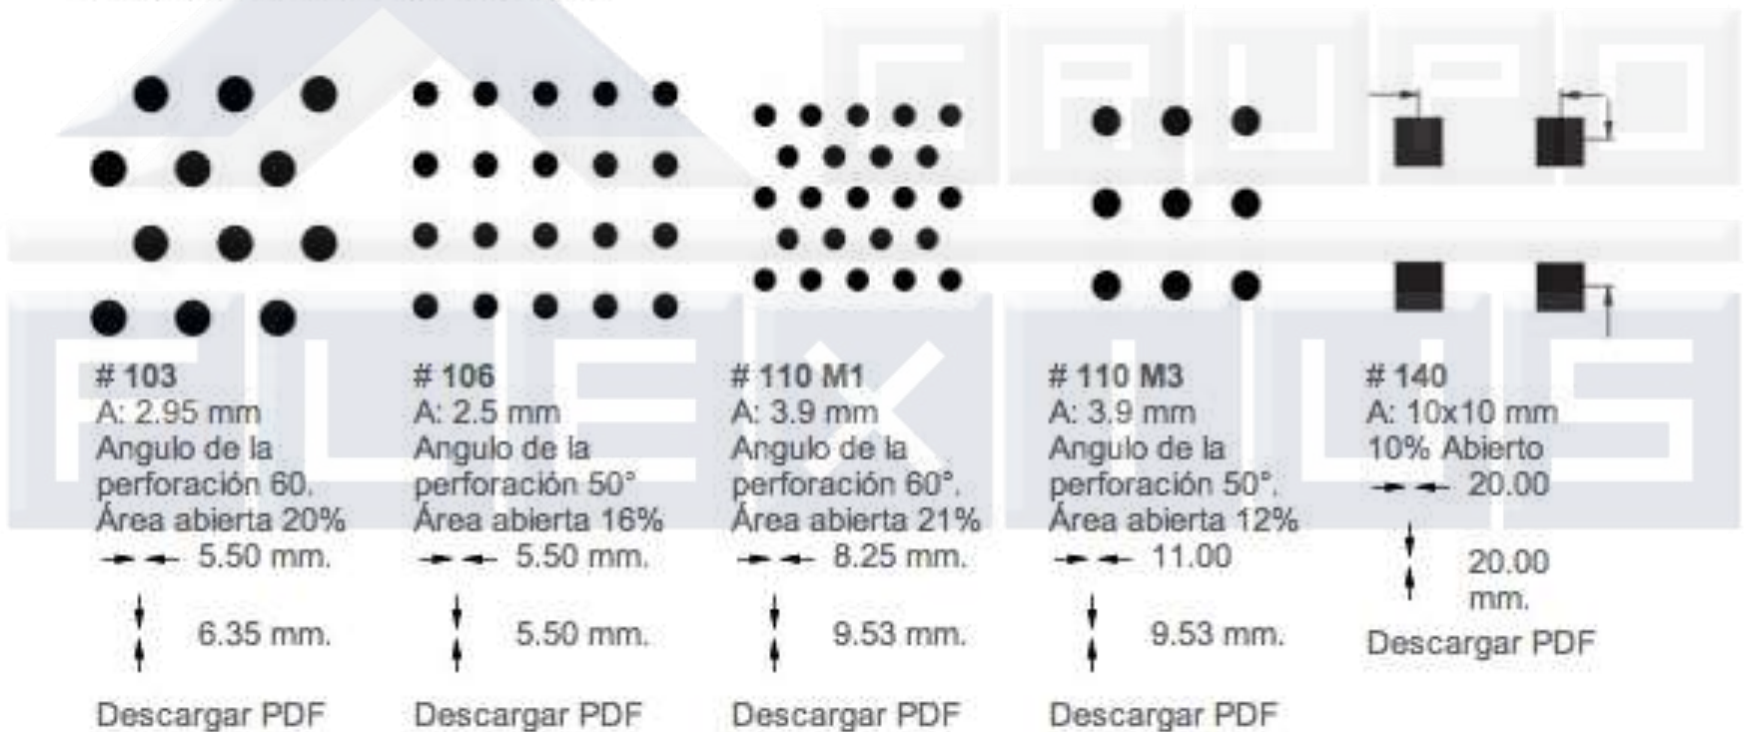 GRUPO
FLEXNUS
# 103
A: 2.95 mm
Angulo de la
perforación 60.
Área abierta 20%
5.50 mm.
6.35 mm.
Descargar PDF
# 106
A: 2.5 mm
Angulo de la
perforación 50°
Área abierta 16%
5.50 mm.
5.50 mm.
Descargar PDF
# 110 M1
A: 3.9 mm
Angulo de la
perforación 60°.
Área abierta 21%
8.25 mm.
9.53 mm.
Descargar PDF
# 110 M3
A: 3.9 mm
Angulo de la
perforación 50°.
Área abierta 12%
11.00
9.53 mm.
Descargar PDF
# 140
A: 10x10 mm
10% Abierto
20.00
20.00
mm.
Descargar PDF